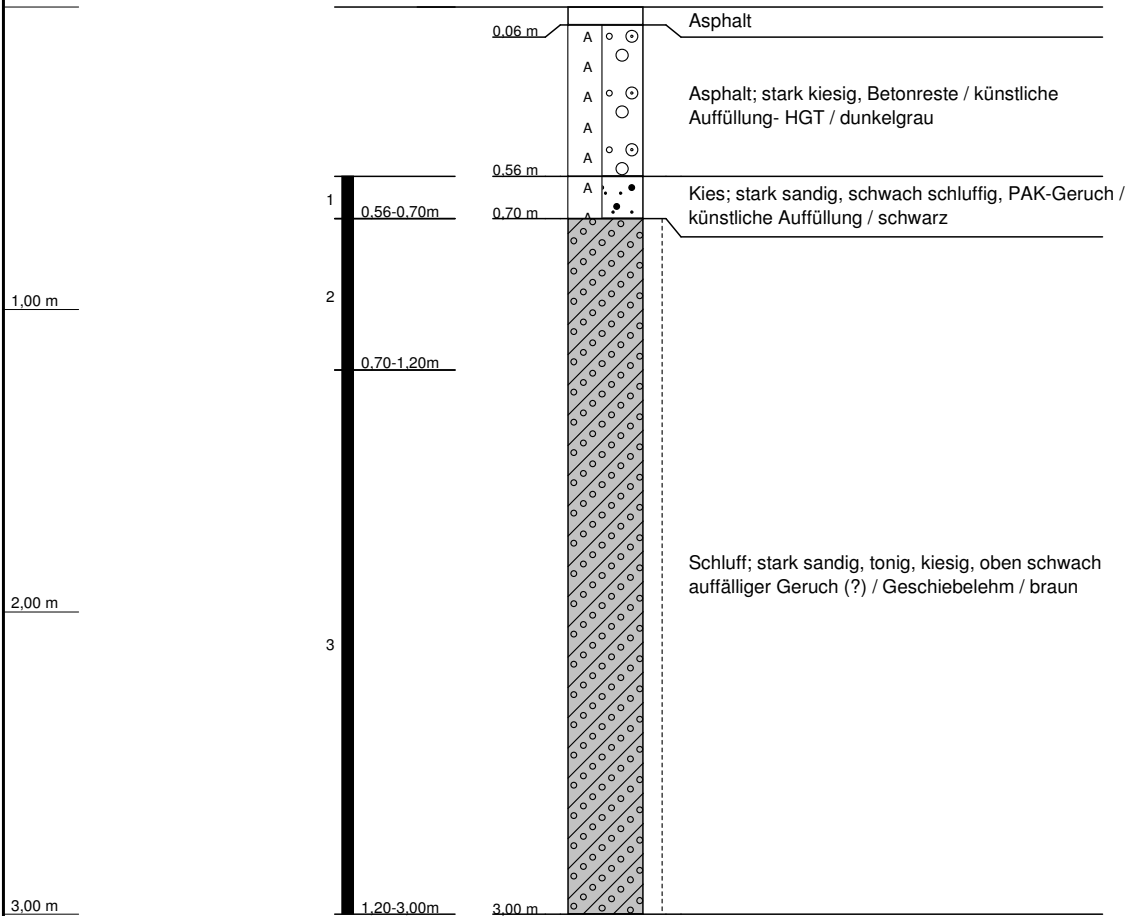 0,06 m
Asphalt
A
A
Asphalt; stark kiesig, Betonreste / künstliche
Auffüllung- HGT / dunkelgrau
A
A
A
0,56 m
1
0,56-0,70m
0,70 m
A
A
Kies; stark sandig, schwach schluffig, PAK-Geruch /
künstliche Auffüllung / schwarz
1,00 m
2
0,70-1,20m
Schluff; stark sandig, tonig, kiesig, oben schwach
auffälliger Geruch (?) / Geschiebelehm / braun
2,00 m
3
3,00 m
1,20-3,00m
3,00 m